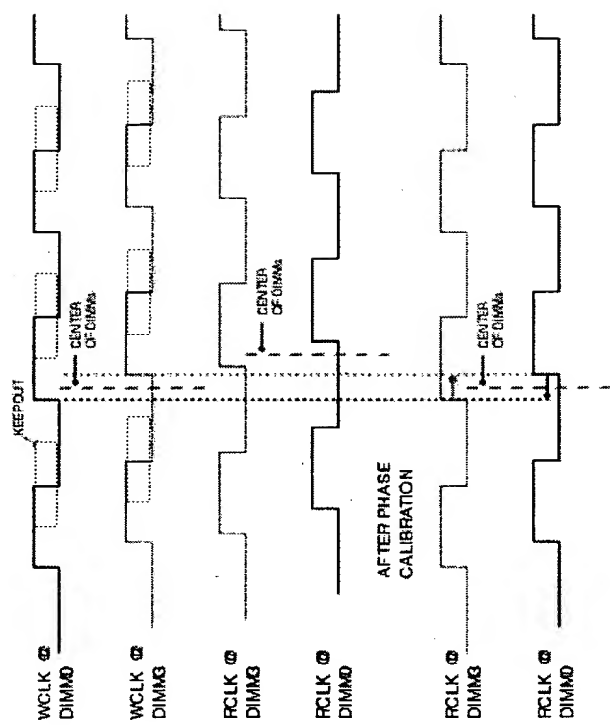 KEEPOUT
CENTER
OF DIMMs
CENTER
OF DIMMs
CENTER
OF DIMMs
AFTER PHASE
CALIBRATION
WCLK @
DIMM0
WCLK @
DIMM3
RCLK @
DIMM3
RCLK @
DIMM0
RCLK @
DIMM3
RCLK @
DIMM0